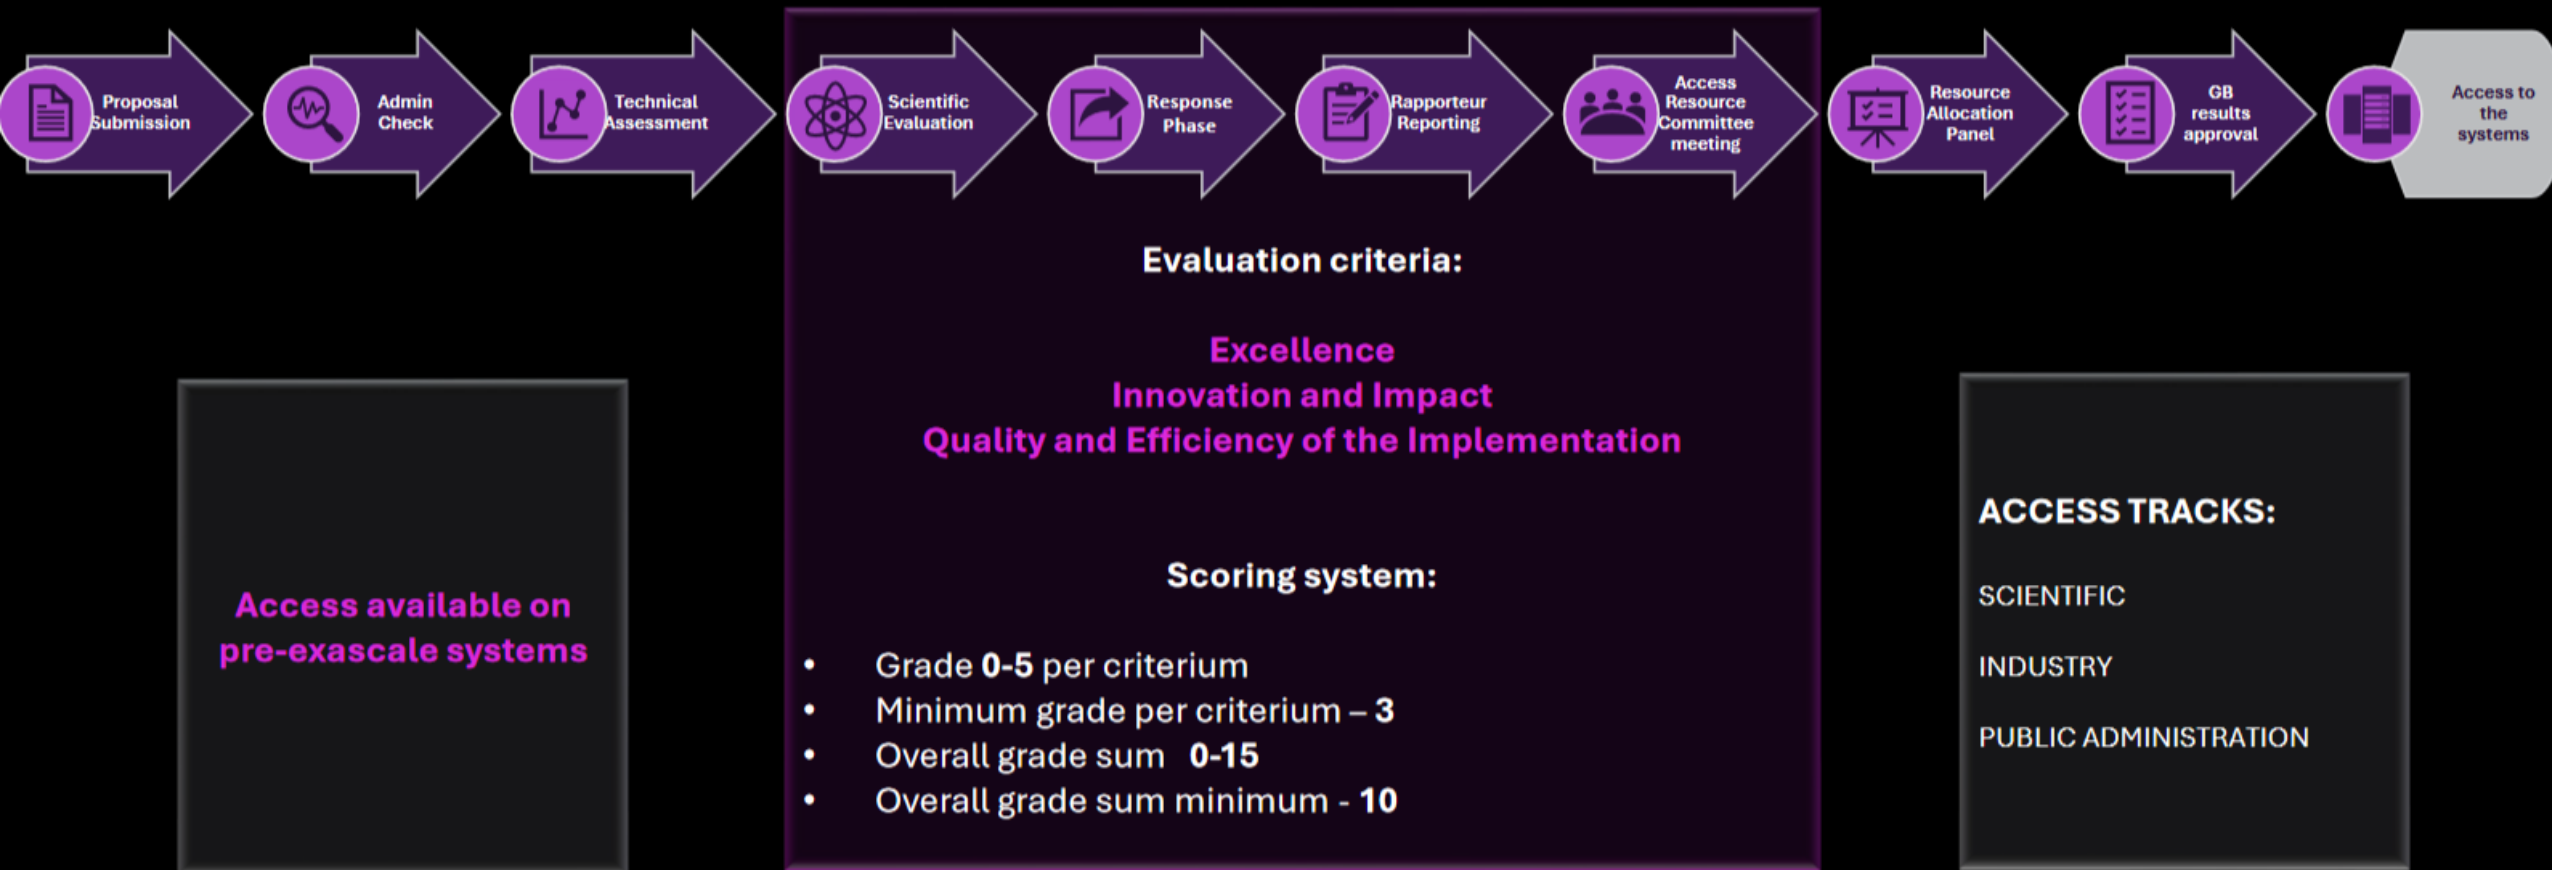 Proposal
Submission
Admin
Check
Technical
Assessment
Scientific
Evaluation
Response
Phase
Rapporteur
Reporting
Access
Resource
Committee
meeting
Resource
Allocation
Panel
GB
results
approval
Access to
the
systems
Access available on
pre-exascale systems
Evaluation criteria:
Excellence
Innovation and Impact
Quality and Efficiency of the Implementation
Scoring system:
• Grade 0-5 per criterium
• Minimum grade per criterium – 3
• Overall grade sum 0-15
• Overall grade sum minimum - 10
ACCESS TRACKS:
SCIENTIFIC
INDUSTRY
PUBLIC ADMINISTRATION